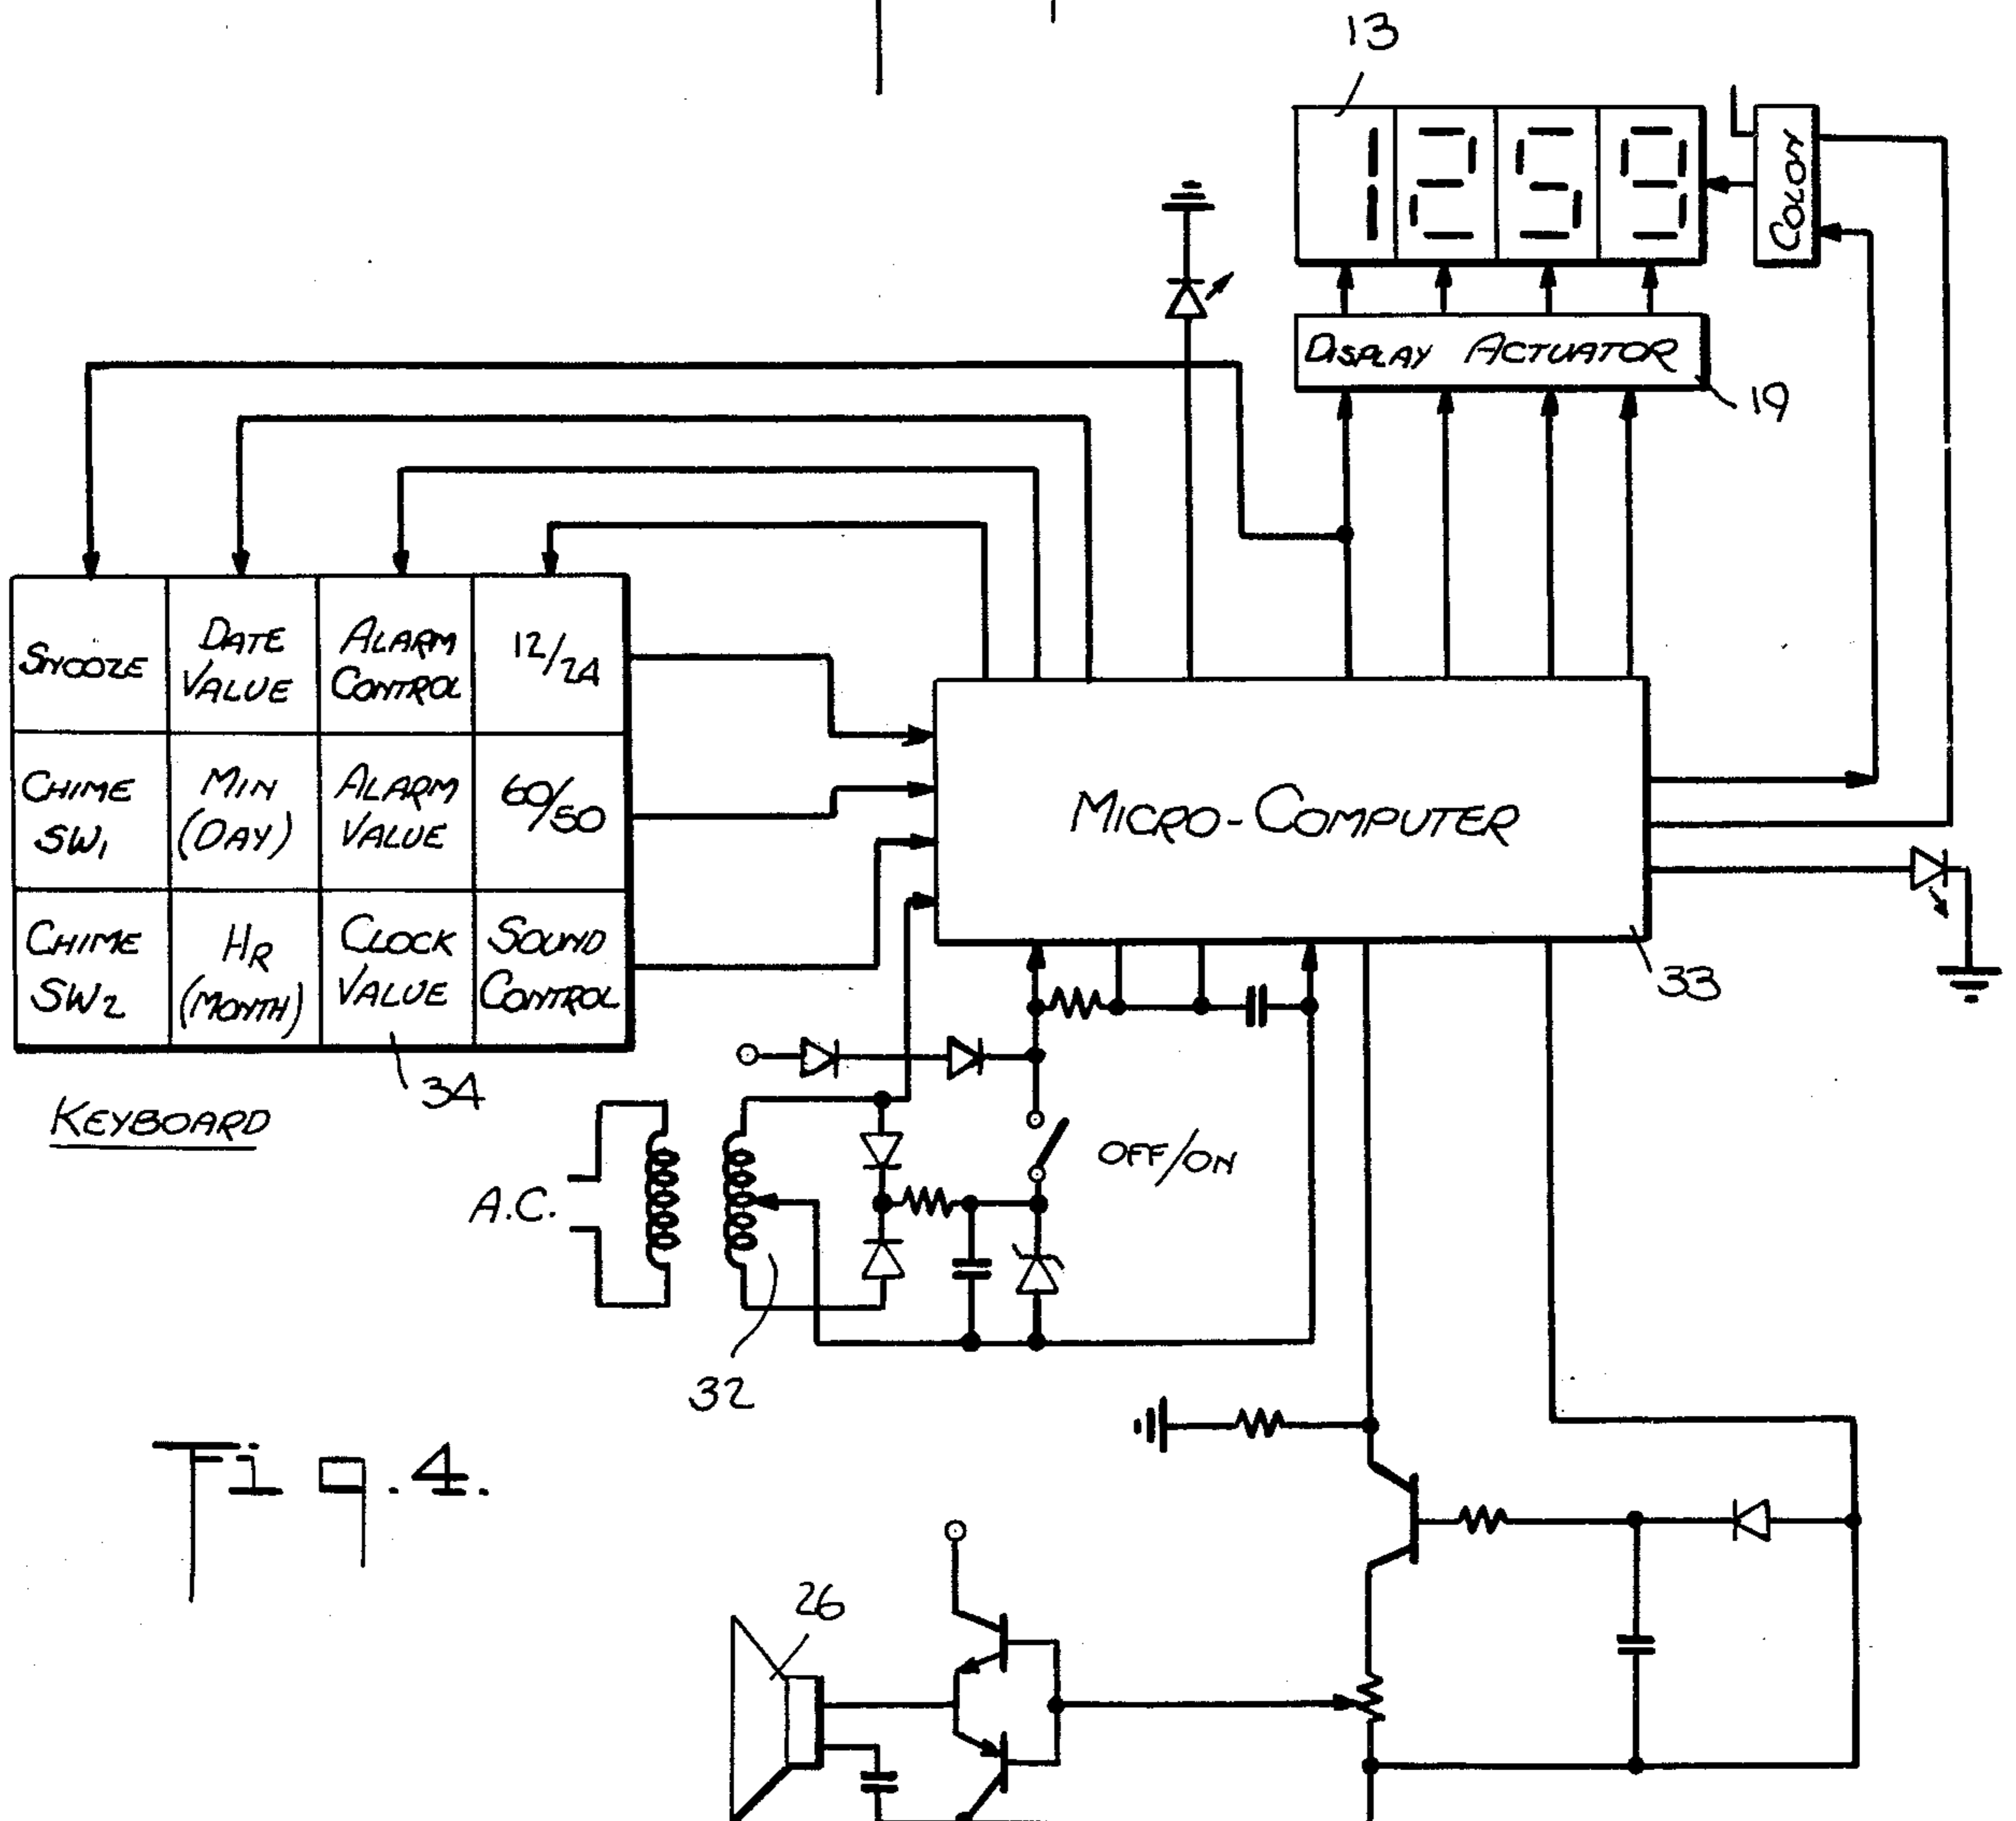 13
1259
COLON
DISPLAY ACTUATOR
19
SNOOZE
DATE VALUE
ALARM CONTROL
12/24
CHIME SW1
MIN (DAY)
ALARM VALUE
60/50
CHIME SW2
HR (MONTH)
CLOCK VALUE
SOUND CONTROL
MICRO-COMPUTER
33
34
KEYBOARD
OFF/ON
A.C.
32
Fig. 4.
26